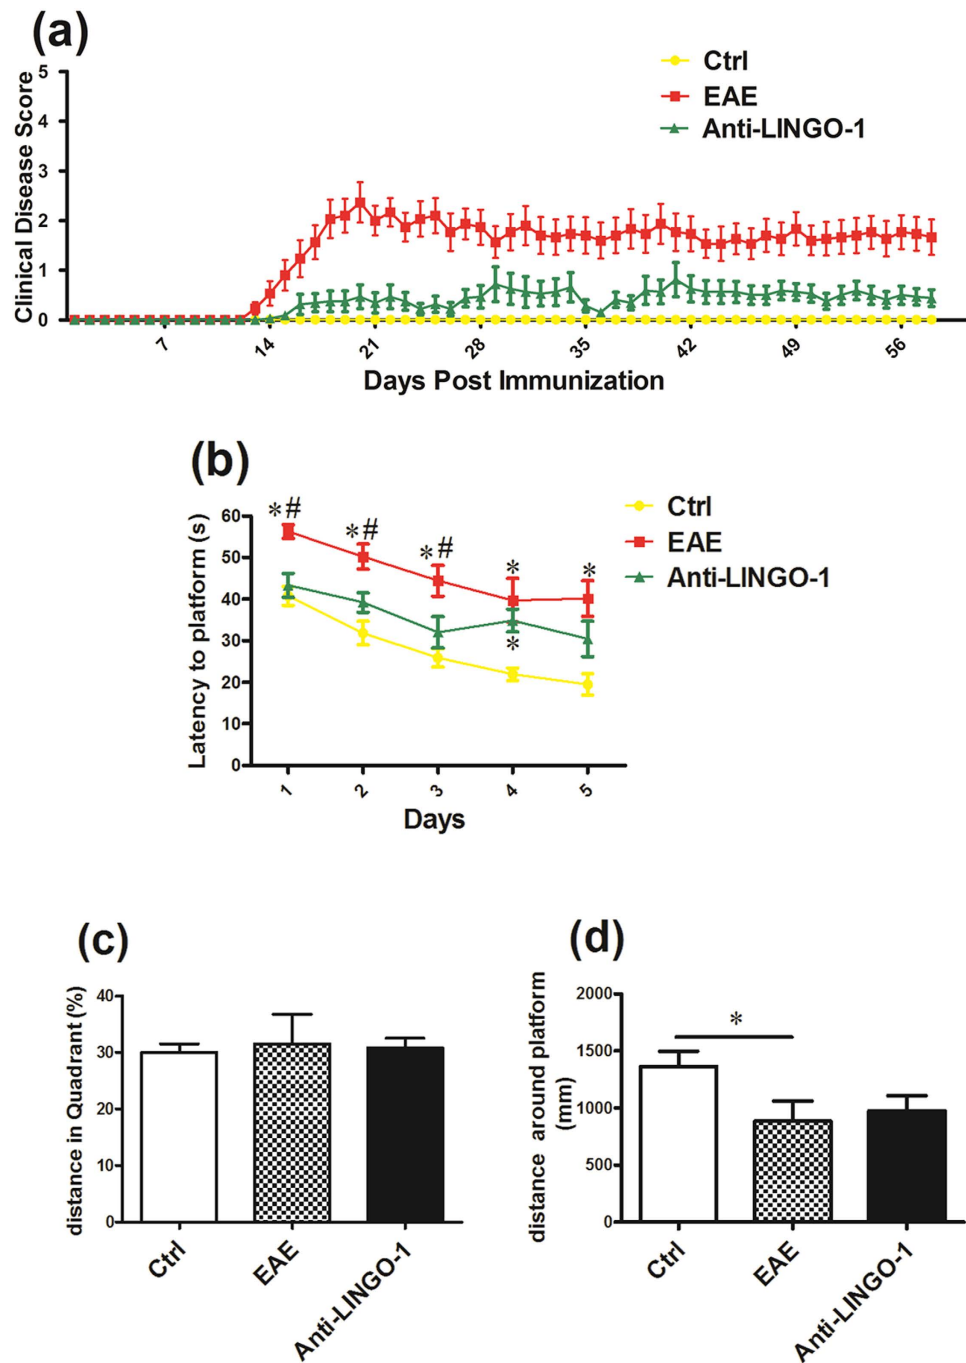 (a)
Ctrl
EAE
Anti-LINGO-1
Clinical Disease Score
5
4
3
2
1
0
7 14 21 28 35 42 49 56
Days Post Immunization
(b)
Ctrl
EAE
Anti-LINGO-1
Latency to platform (s)
60
50
40
30
20
10
0
*# *# *# * *
*
1 2 3 4 5
Days
(c)
distance in Quadrant (%)
40
30
20
10
0
Ctrl EAE Anti-LINGO-1
(d)
distance around platform
(mm)
2000
1500
1000
500
0
*
Ctrl EAE Anti-LINGO-1